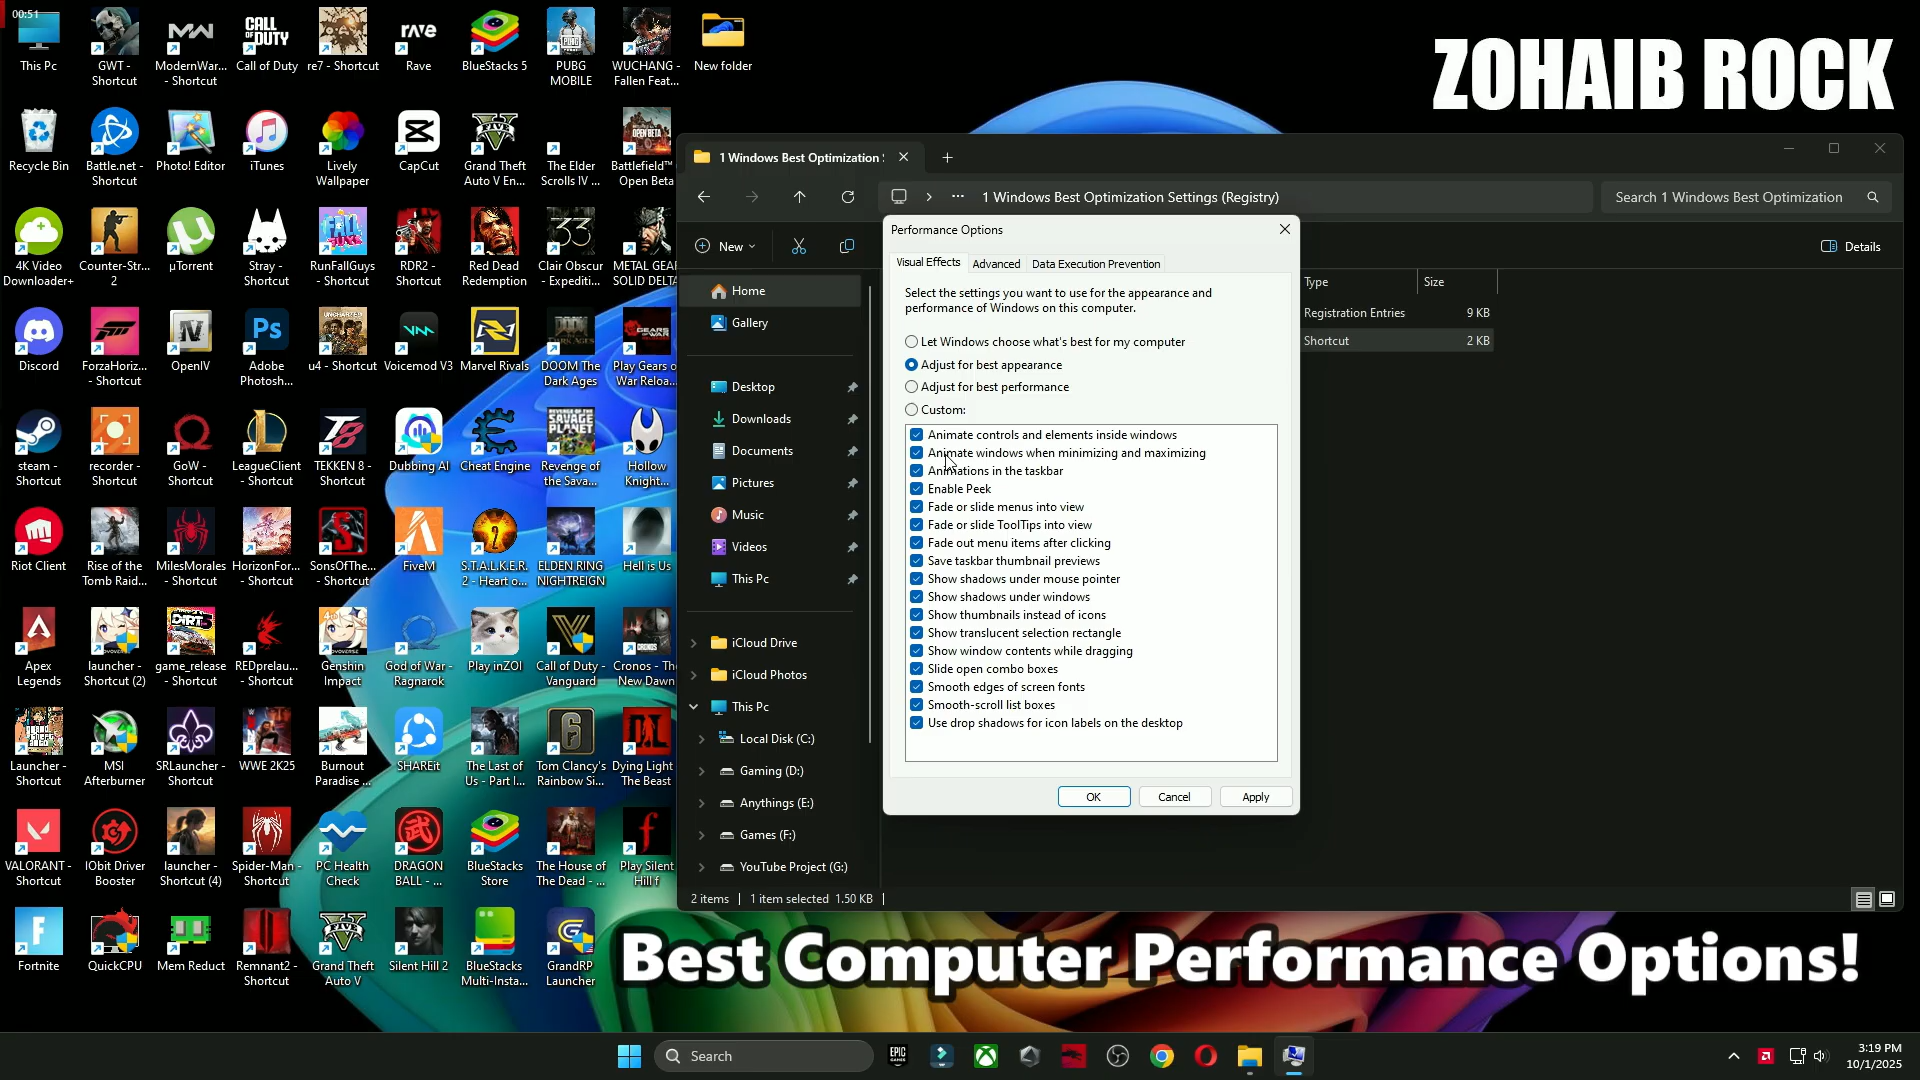 00:51
This Pc
GWT -
Shortcut
ModernWar...
- Shortcut
Call of Duty
re7 - Shortcut
Rave
BlueStacks 5
PUBG
MOBILE
WUCHANG -
Fallen Feat...
New folder
ZOHAIB ROCK
Recycle Bin
Battle.net -
Shortcut
Photo! Editor
iTunes
Lively
Wallpaper
CapCut
Grand Theft
Auto V En...
The Elder
Scrolls IV ...
Battlefield™
Open Beta
4K Video
Downloader+
Counter-Str...
2
µTorrent
Stray -
Shortcut
RunFallGuys
- Shortcut
RDR2 -
Shortcut
Red Dead
Redemption
Clair Obscur
- Expediti...
METAL GEAR
SOLID DELTA
Discord
ForzaHoriz...
- Shortcut
OpenIV
Adobe
Photosh...
u4 - Shortcut
Voicemod V3
Marvel Rivals
DOOM The
Dark Ages
Play Gears o
War Reloa...
steam -
Shortcut
recorder -
Shortcut
GoW -
Shortcut
LeagueClient
- Shortcut
TEKKEN 8 -
Shortcut
Dubbing AI
Cheat Engine
Revenge of
the Sava...
Hollow
Knight...
Riot Client
Rise of the
Tomb Raid...
MilesMorales
- Shortcut
HorizonFor...
- Shortcut
SonsOfThe...
- Shortcut
FiveM
S.T.A.L.K.E.R.
2 - Heart o...
ELDEN RING
NIGHTREIGN
Hell is Us
Apex
Legends
launcher -
Shortcut (2)
game_release
- Shortcut
REDprelau...
- Shortcut
Genshin
Impact
God of War -
Ragnarok
Play inZOI
Call of Duty -
Vanguard
Cronos - The
New Dawn
Launcher -
Shortcut
MSI
Afterburner
SRLauncher -
Shortcut
WWE 2K25
Burnout
Paradise ...
SHAREit
The Last of
Us - Part I...
Tom Clancy's
Rainbow Si...
Dying Light
The Beast
VALORANT -
Shortcut
IObit Driver
Booster
launcher -
Shortcut (4)
Spider-Man -
Shortcut
PC Health
Check
DRAGON
BALL - ...
BlueStacks
Store
The House of
The Dead - ...
Play Silent
Hill f
Fortnite
QuickCPU
Mem Reduct
Remnant2 -
Shortcut
Grand Theft
Auto V
Silent Hill 2
BlueStacks
Multi-Insta...
GrandRP
Launcher
1 Windows Best Optimization
1 Windows Best Optimization Settings (Registry)
Search 1 Windows Best Optimization
New
Details
Home
Gallery
Desktop
Downloads
Documents
Pictures
Music
Videos
This Pc
iCloud Drive
iCloud Photos
This Pc
Local Disk (C:)
Gaming (D:)
Anythings (E:)
Games (F:)
YouTube Project (G:)
Type
Size
Registration Entries 9 KB
Shortcut 2 KB
2 items
1 item selected 1.50 KB
Performance Options
Visual Effects
Advanced
Data Execution Prevention
Select the settings you want to use for the appearance and
performance of Windows on this computer.
Let Windows choose what's best for my computer
Adjust for best appearance
Adjust for best performance
Custom:
Animate controls and elements inside windows
Animate windows when minimizing and maximizing
Animations in the taskbar
Enable Peek
Fade or slide menus into view
Fade or slide ToolTips into view
Fade out menu items after clicking
Save taskbar thumbnail previews
Show shadows under mouse pointer
Show shadows under windows
Show thumbnails instead of icons
Show translucent selection rectangle
Show window contents while dragging
Slide open combo boxes
Smooth edges of screen fonts
Smooth-scroll list boxes
Use drop shadows for icon labels on the desktop
OK
Cancel
Apply
Best Computer Performance Options!
Search
3:19 PM
10/1/2025